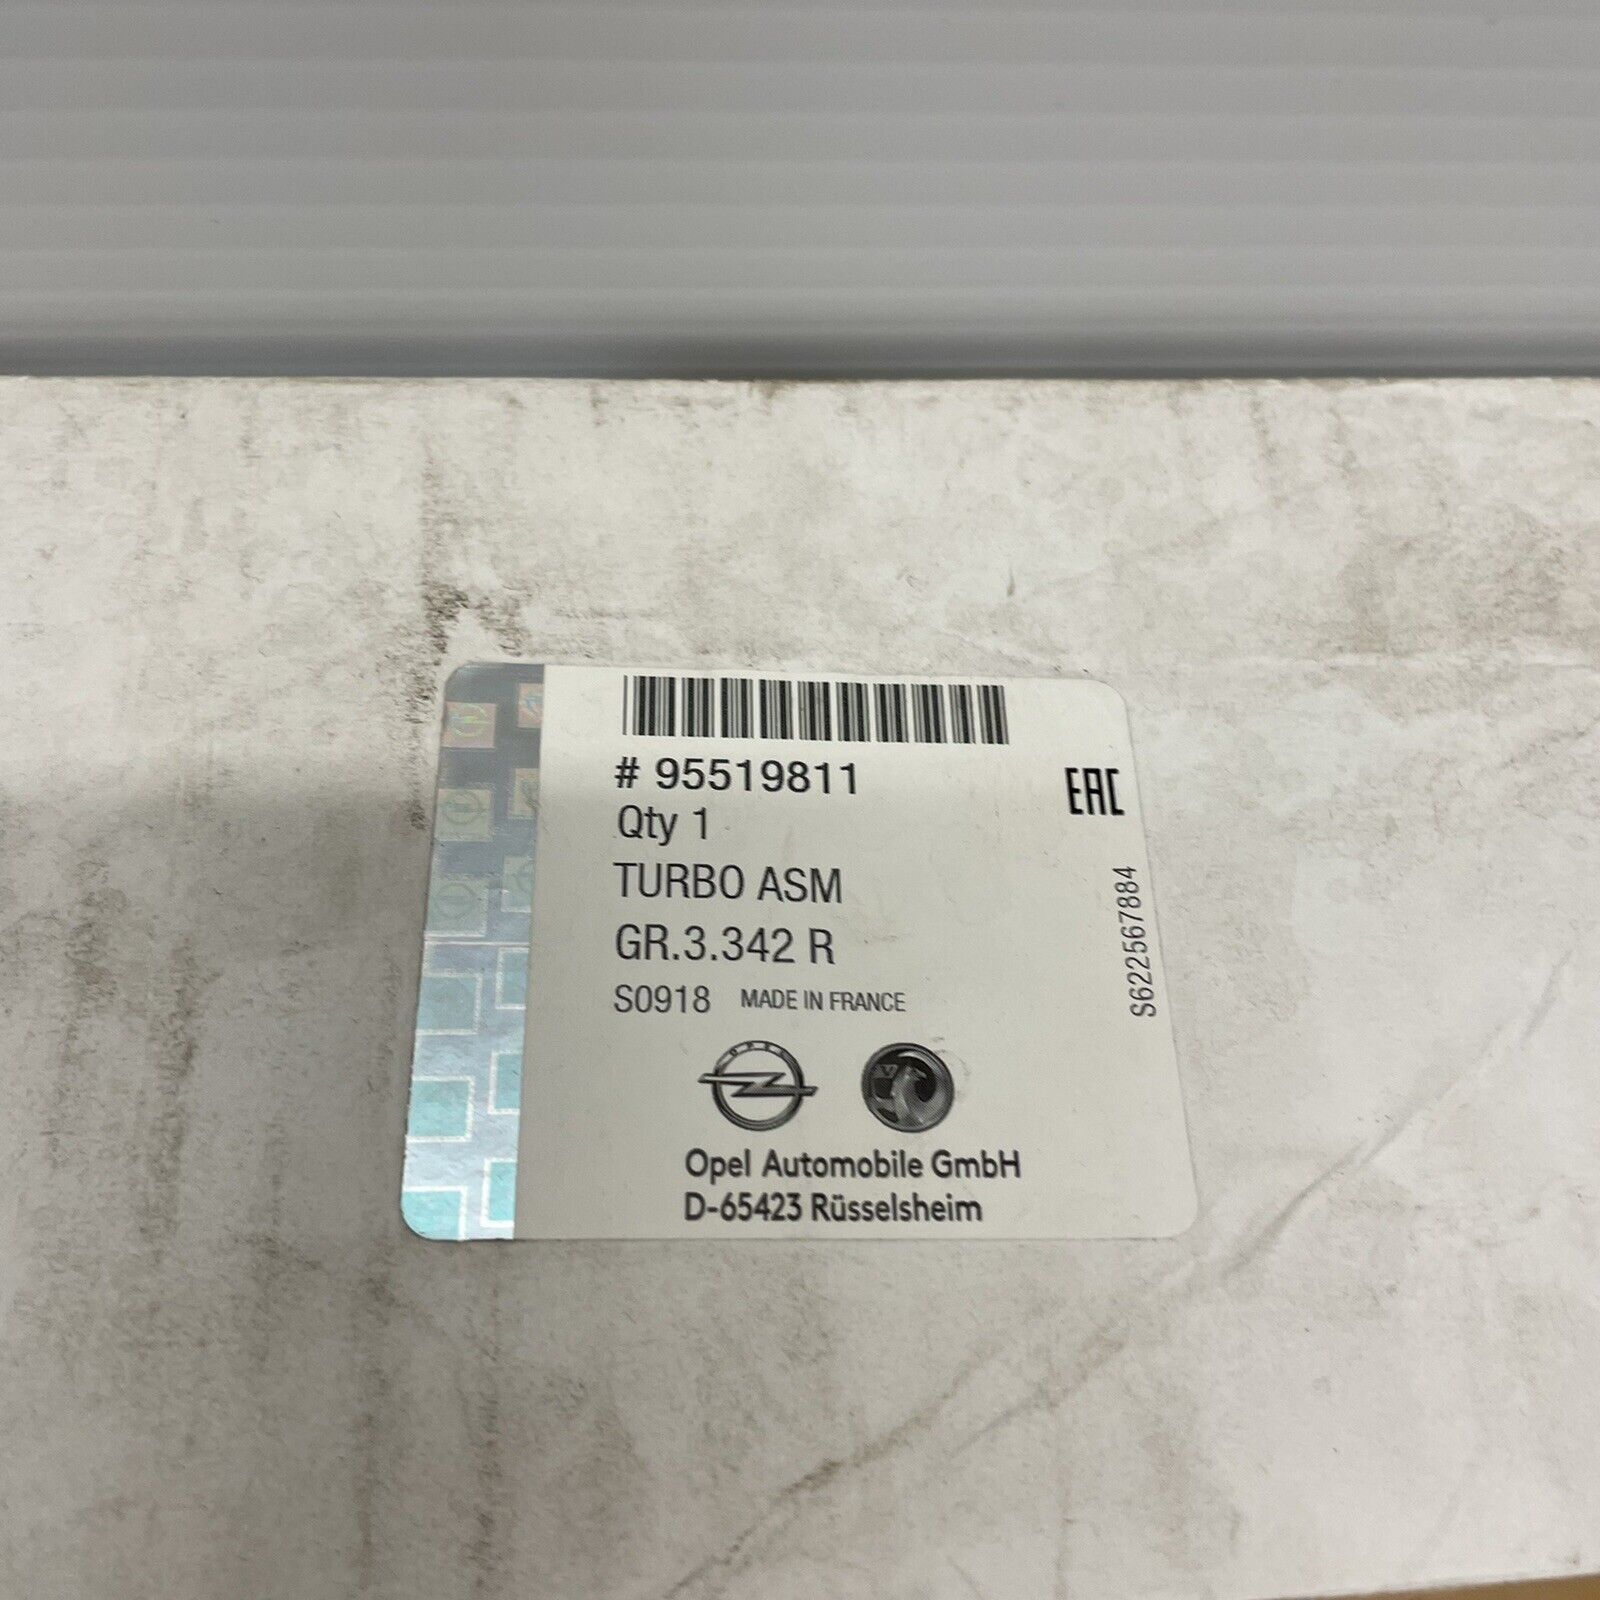 # 95519811
Qty 1
TURBO ASM
GR.3.342 R
S0918 MADE IN FRANCE
EAC
S622567884
OPEL
Opel Automobile GmbH
D-65423 Rüsselsheim